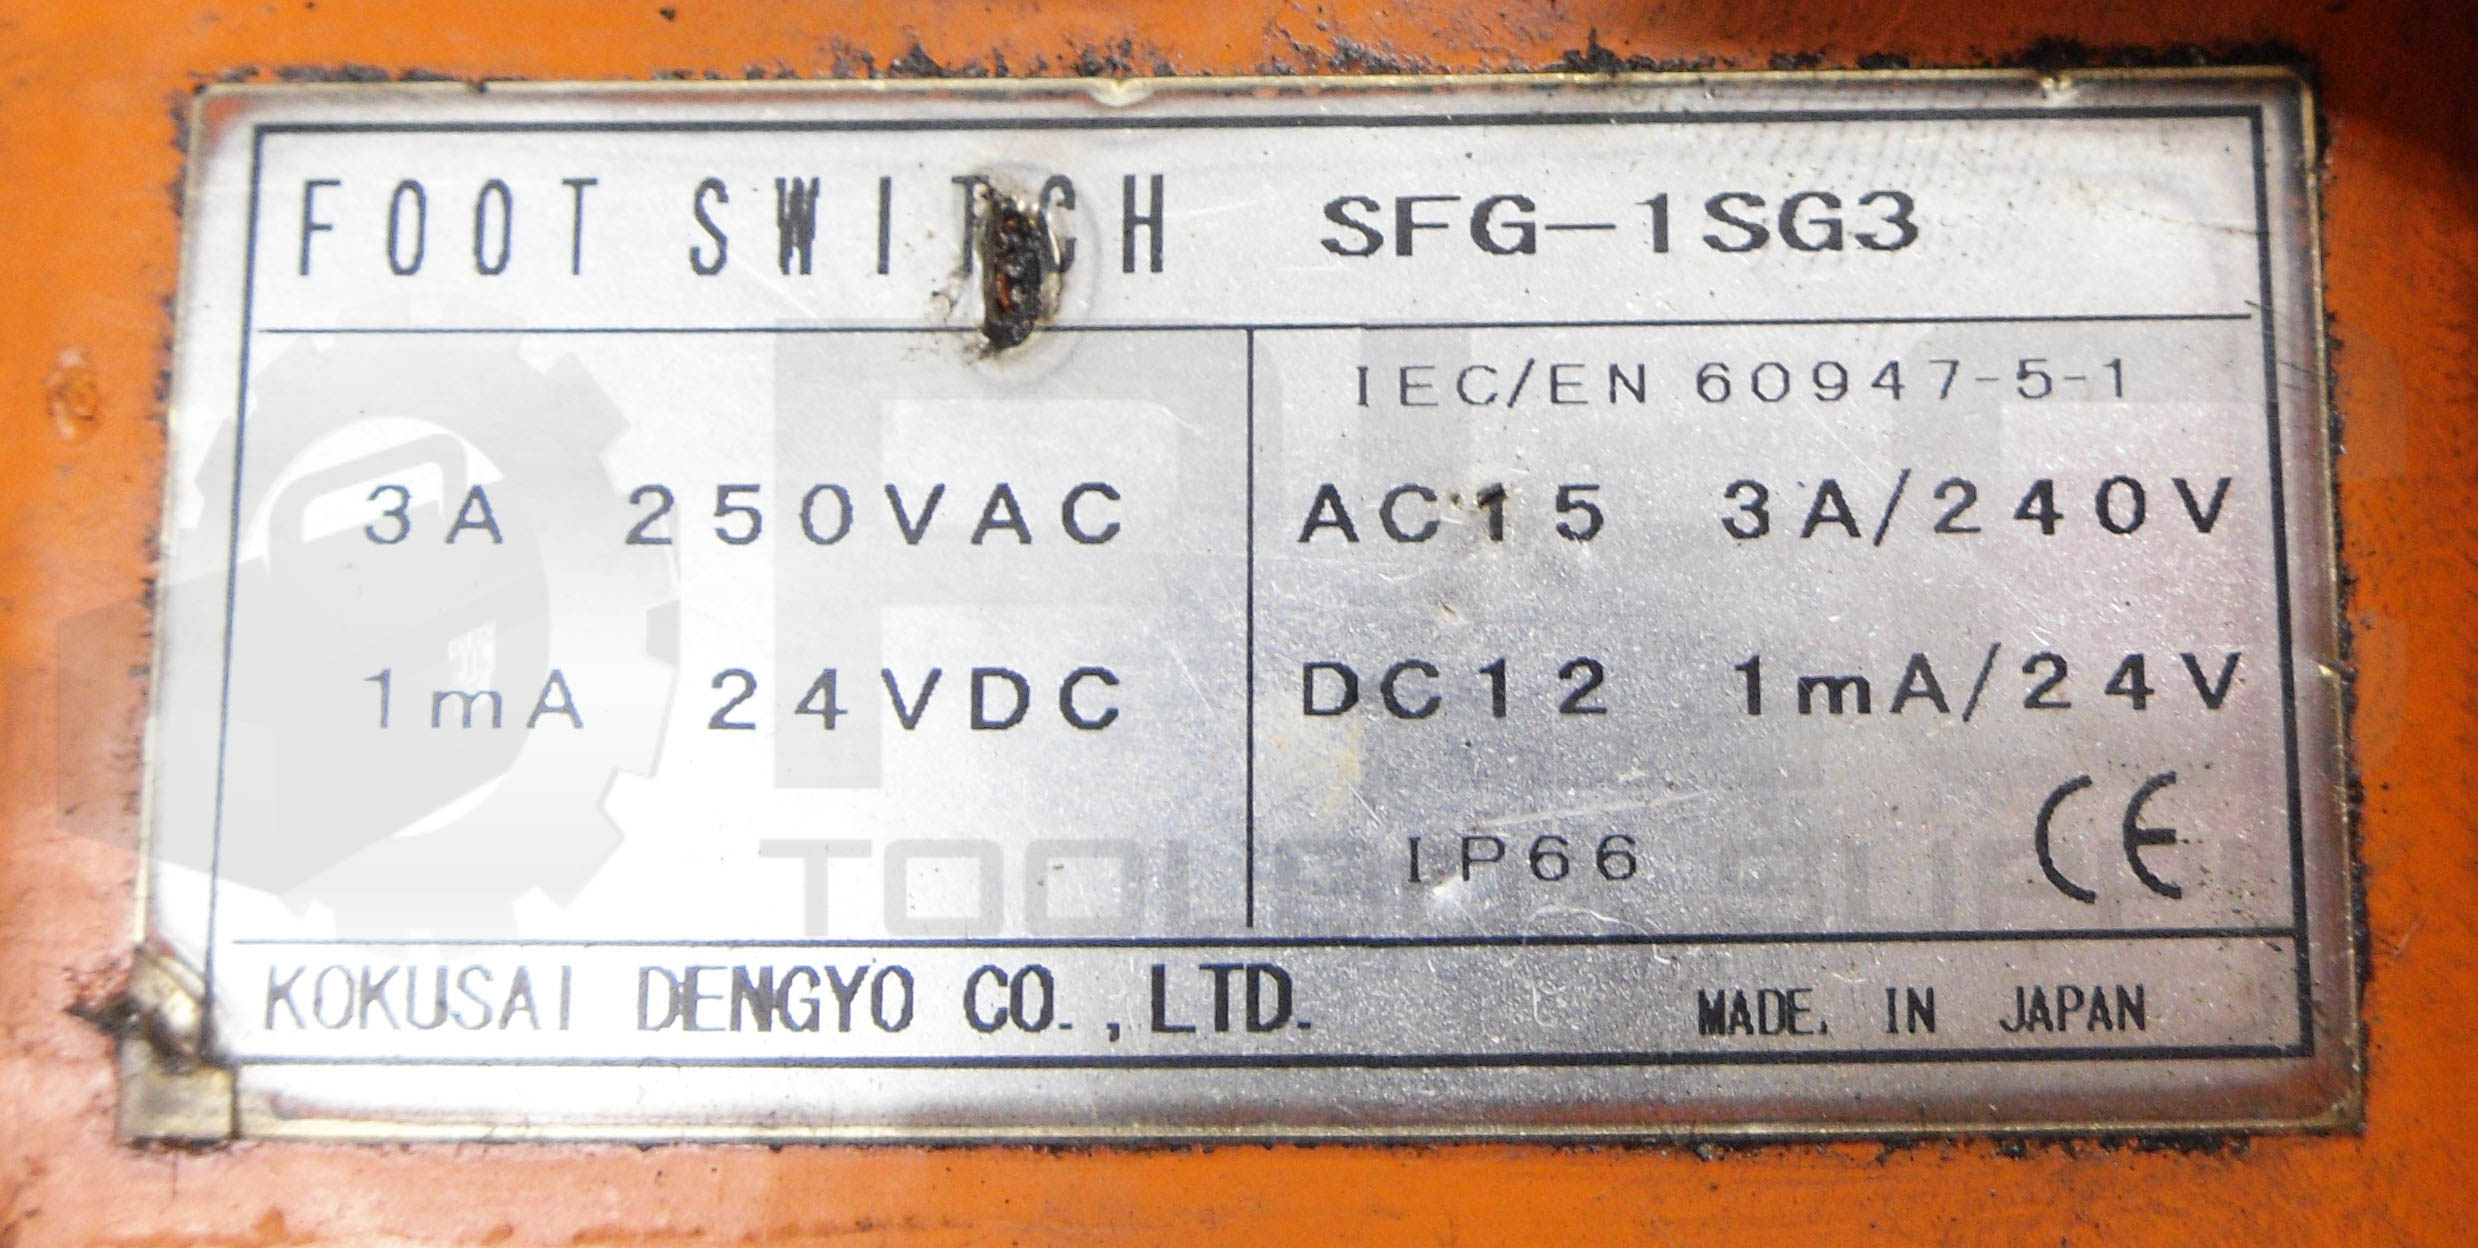 FOOT SWITCH SFG-1SG3
IEC/EN 60947-5-1
3A 250VAC
1mA 24VDC
AC15 3A/240V
DC12 1mA/24V
IP66 CE
KOKUSAI DENGYO CO.,LTD. MADE. IN JAPAN
TOOLS